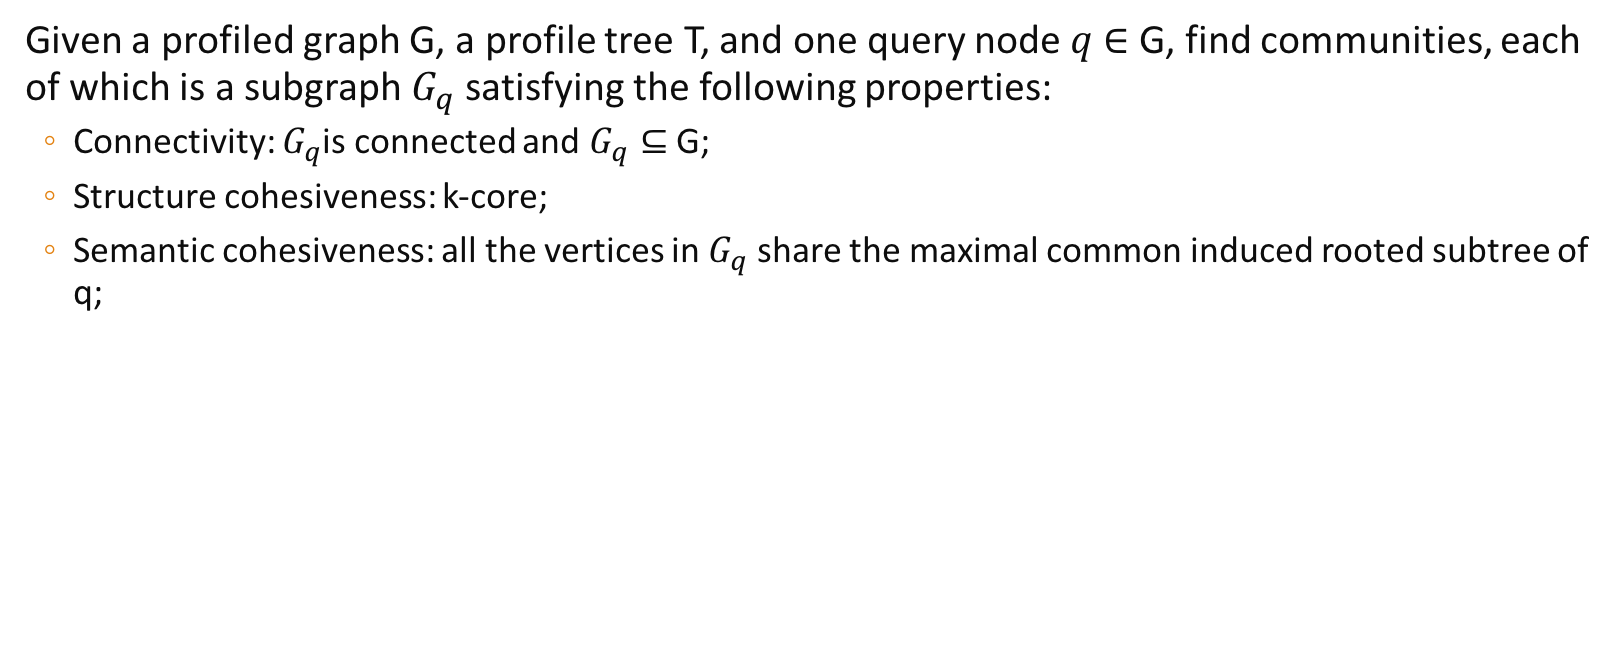 Given a profiled graph G, a profile tree T, and one query node 𝑞 ∈ G, find communities, each
of which is a subgraph 𝐺𝑞 satisfying the following properties:
◦ Connectivity: 𝐺𝑞is connected and 𝐺𝑞 ⊆ G;
◦ Structure cohesiveness: k-core;
◦ Semantic cohesiveness: all the vertices in 𝐺𝑞 share the maximal common induced rooted subtree of
q;